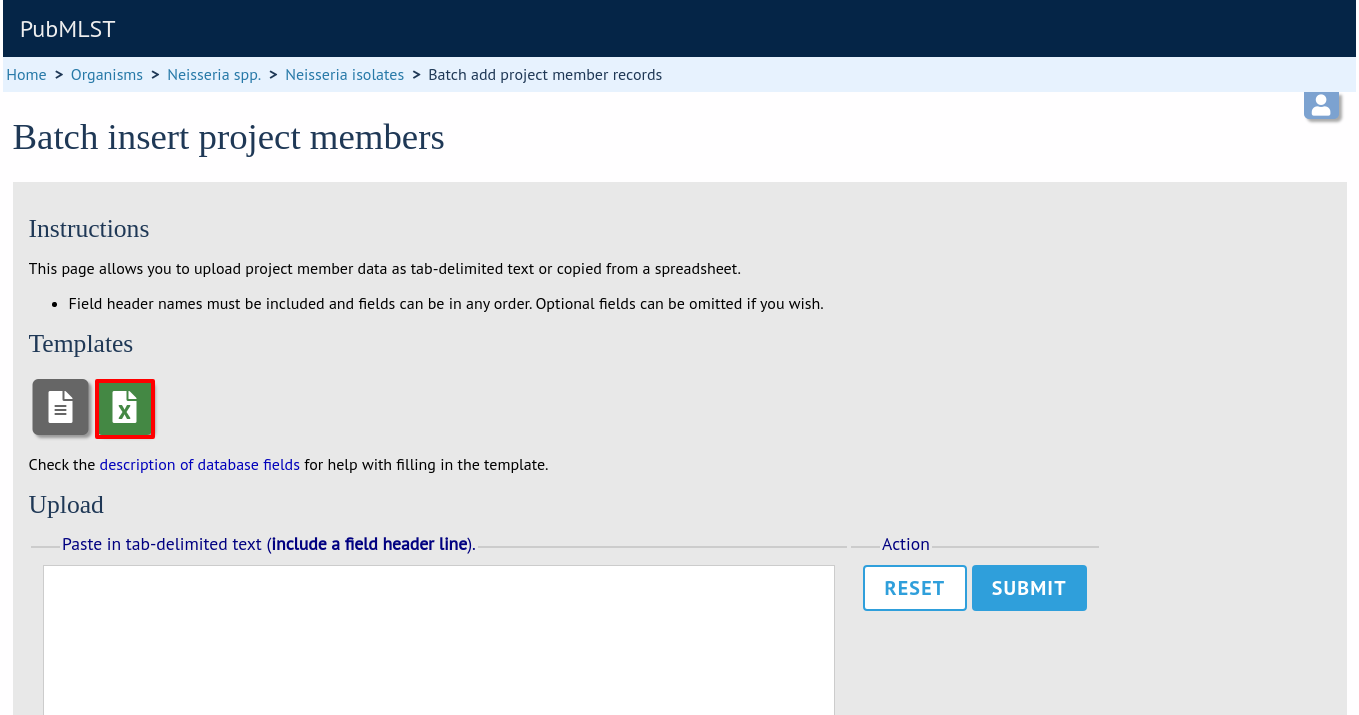 PubMLST
Home > Organisms > Neisseria spp. > Neisseria isolates > Batch add project member records
Batch insert project members
Instructions
This page allows you to upload project member data as tab-delimited text or copied from a spreadsheet.
• Field header names must be included and fields can be in any order. Optional fields can be omitted if you wish.
Templates
X
Check the description of database fields for help with filling in the template.
Upload
Paste in tab-delimited text (include a field header line).
Action
RESET SUBMIT